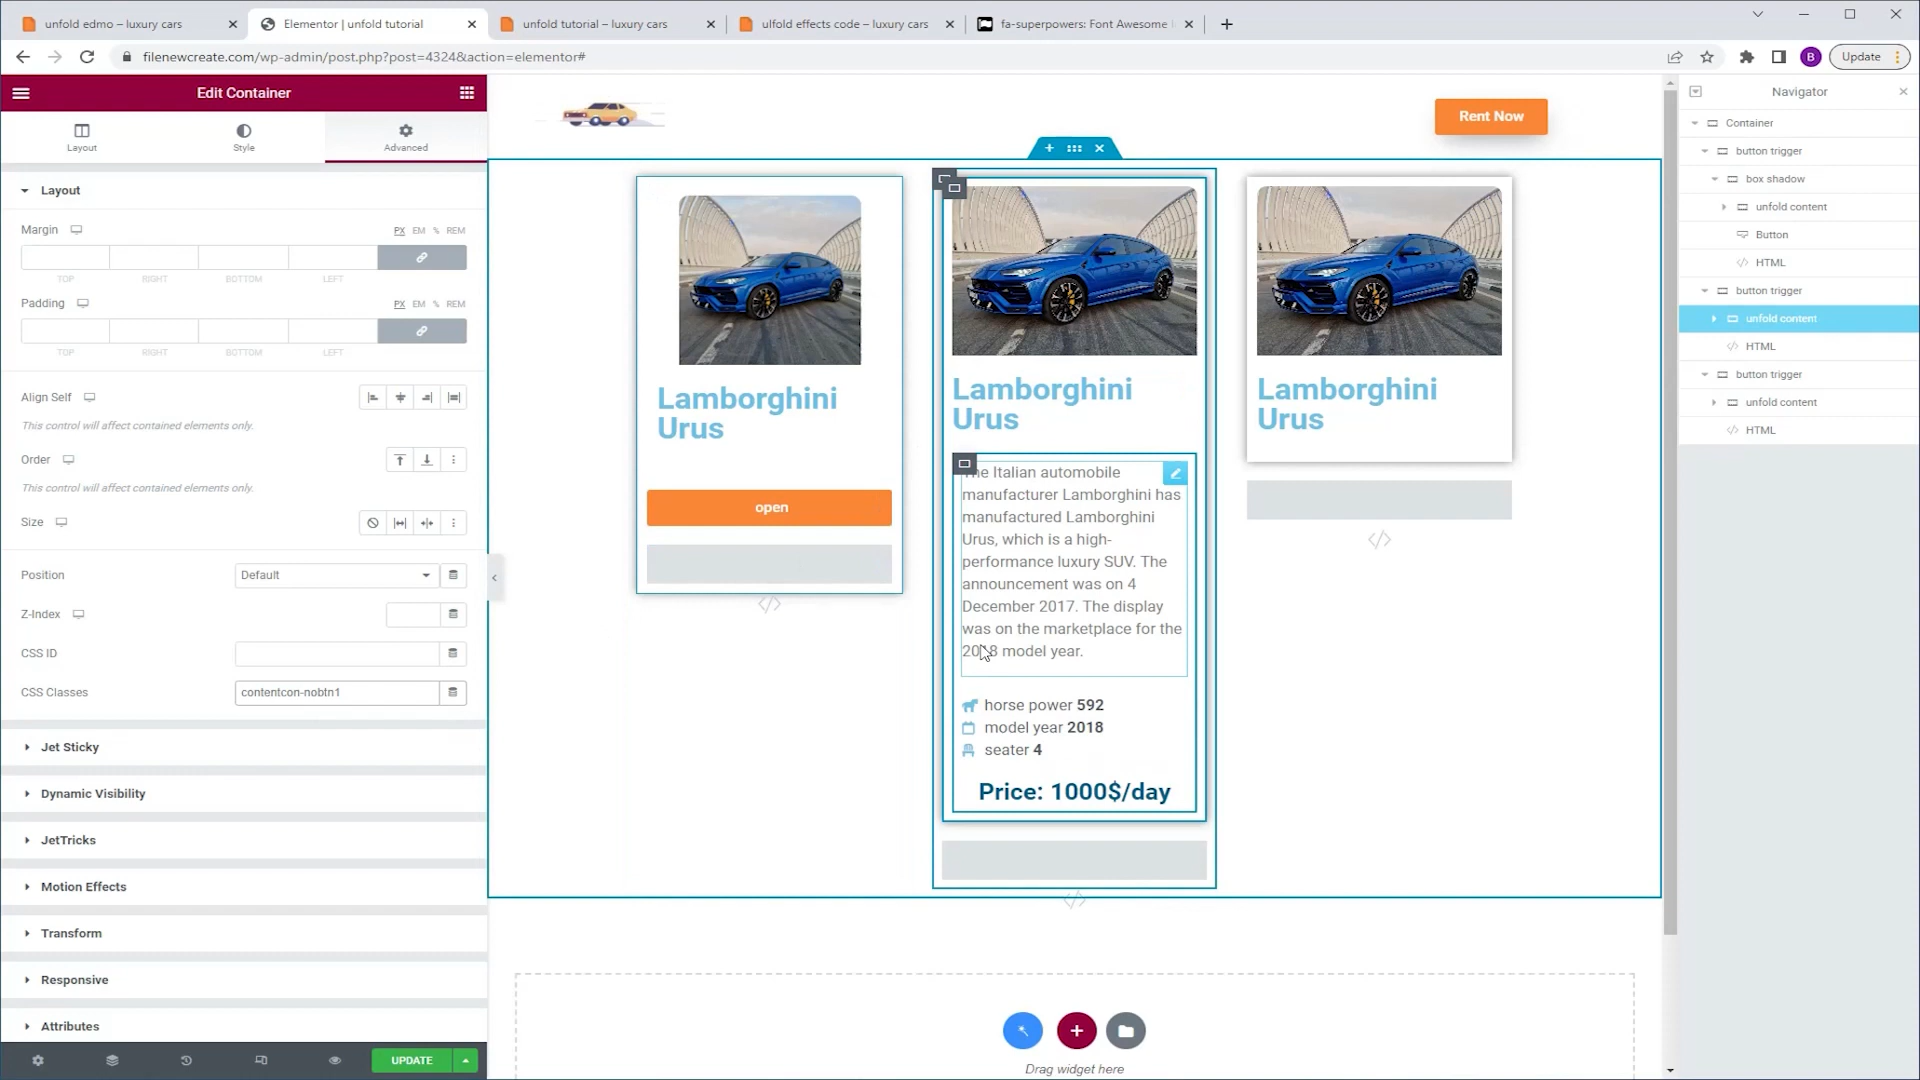 unfold edmo – luxury cars
Elementor | unfold tutorial
unfold tutorial – luxury cars
ulfold effects code – luxury cars
fa-superpowers: Font Awesome
filenewcreate.com/wp-admin/post.php?post=4324&action=elementor#
B
Update
Edit Container
Layout
Style
Advanced
Layout
Margin
PX EM % REM
TOP RIGHT BOTTOM LEFT
Padding
PX EM % REM
TOP RIGHT BOTTOM LEFT
Align Self
This control will affect contained elements only.
Order
This control will affect contained elements only.
Size
Position
Default
Z-Index
CSS ID
CSS Classes
contentcon-nobtn1
Jet Sticky
Dynamic Visibility
JetTricks
Motion Effects
Transform
Responsive
Attributes
UPDATE
Rent Now
Lamborghini
Urus
open
Lamborghini
Urus
The Italian automobile
manufacturer Lamborghini has
manufactured Lamborghini
Urus, which is a high-
performance luxury SUV. The
announcement was on 4
December 2017. The display
was on the marketplace for the
2018 model year.
horse power 592
model year 2018
seater 4
Price: 1000$/day
Lamborghini
Urus
Drag widget here
Navigator
Container
button trigger
box shadow
unfold content
Button
HTML
button trigger
unfold content
HTML
button trigger
unfold content
HTML